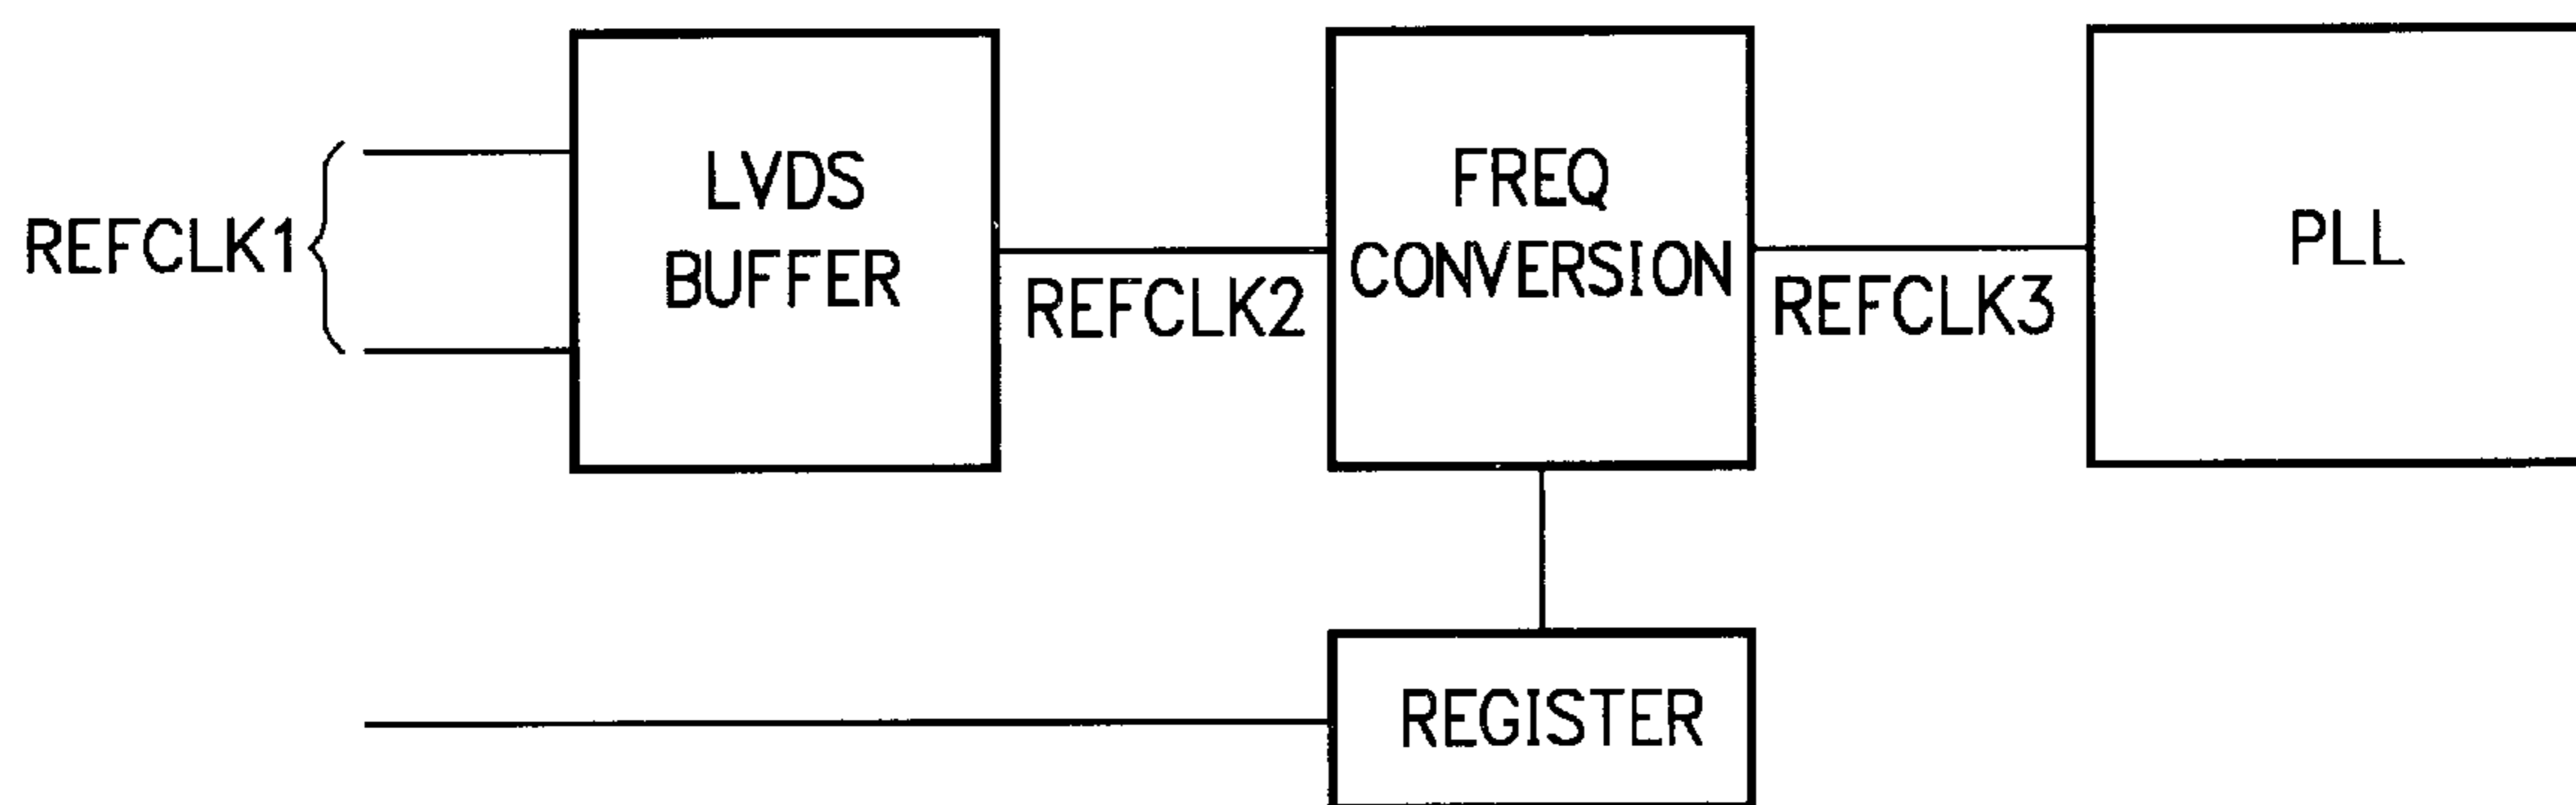 REFCLK1
LVDS
BUFFER
REFCLK2
FREQ
CONVERSION
REFCLK3
PLL
REGISTER